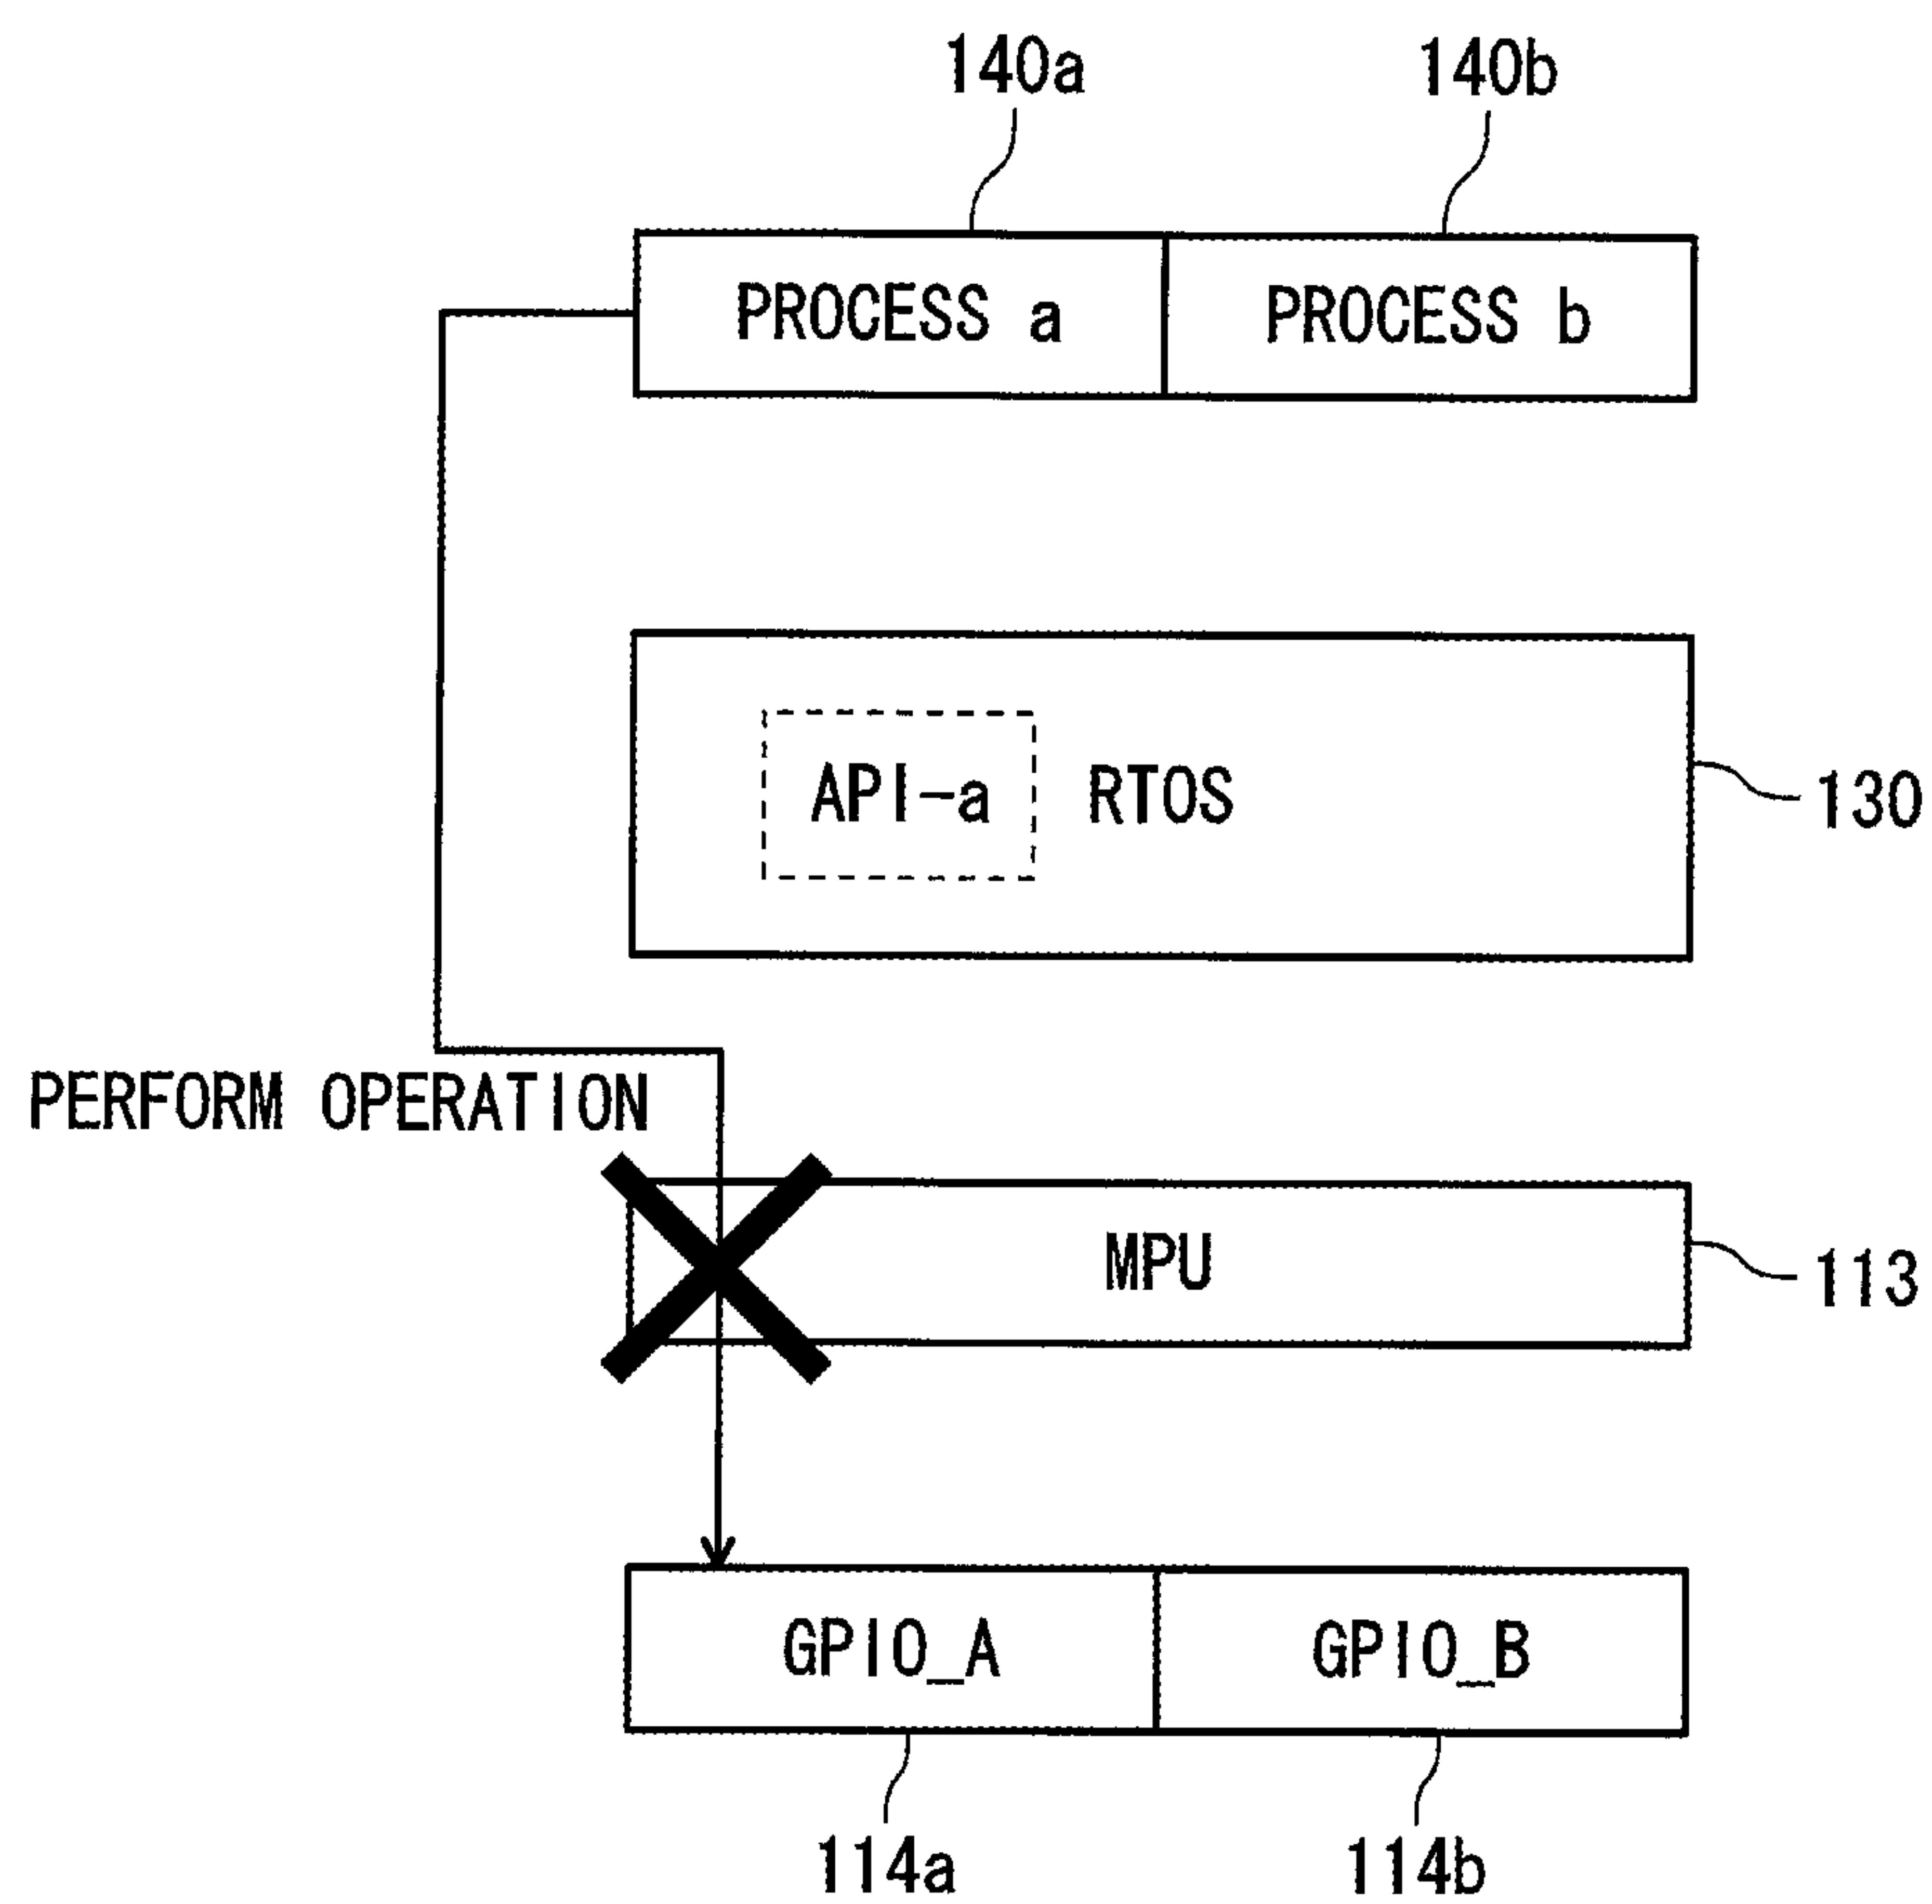 140a 140b
PROCESS a PROCESS b
API-a RTOS
130
PERFORM OPERATION
MPU
113
GPIO_A GPIO_B
114a 114b